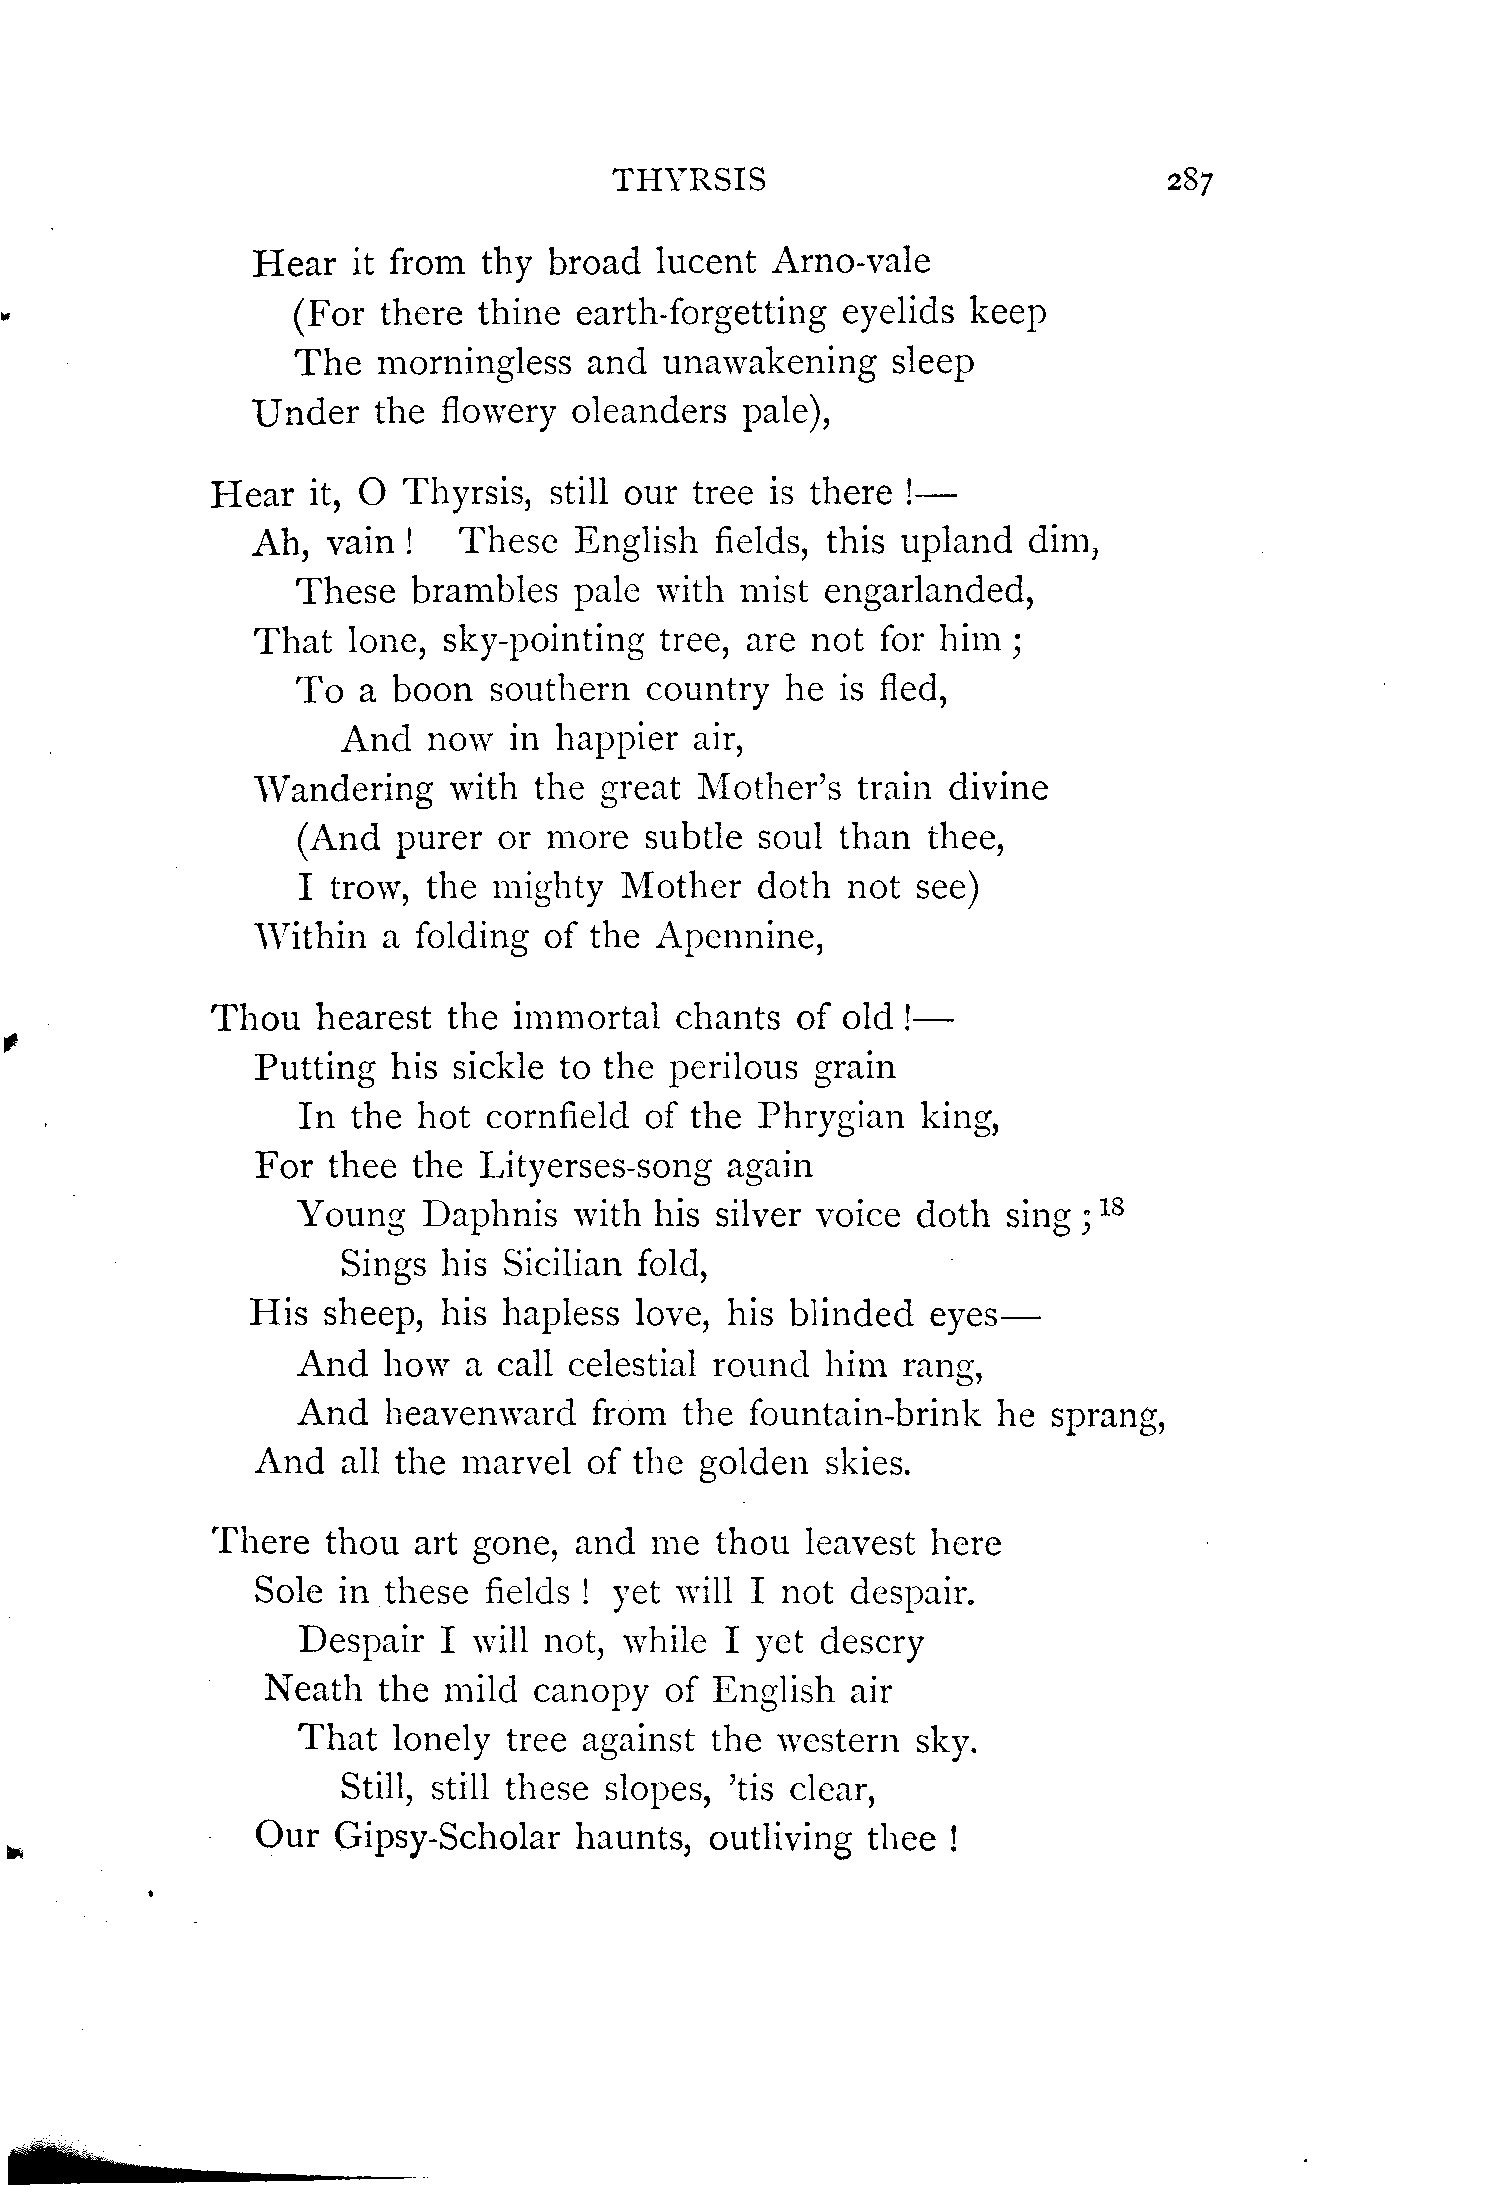 THYRSIS 287
Hear it from thy broad lucent Arno-vale
(For there thine earth-forgetting eyelids keep
The morningless and unawakening sleep
Under the flowery oleanders pale),
Hear it, O Thyrsis, still our tree is there !—
Ah, vain ! These English fields, this upland dim,
These brambles pale with mist engarlanded,
That lone, sky-pointing tree, are not for him ;
To a boon southern country he is fled,
And now in happier air,
Wandering with the great Mother's train divine
(And purer or more subtle soul than thee,
I trow, the mighty Mother doth not see)
Within a folding of the Apennine,
Thou hearest the immortal chants of old !—
Putting his sickle to the perilous grain
In the hot cornfield of the Phrygian king,
For thee the Lityerses-song again
Young Daphnis with his silver voice doth sing ; 18
Sings his Sicilian fold,
His sheep, his hapless love, his blinded eyes—
And how a call celestial round him rang,
And heavenward from the fountain-brink he sprang,
And all the marvel of the golden skies.
There thou art gone, and me thou leavest here
Sole in these fields ! yet will I not despair.
Despair I will not, while I yet descry
Neath the mild canopy of English air
That lonely tree against the western sky.
Still, still these slopes, 'tis clear,
Our Gipsy-Scholar haunts, outliving thee !